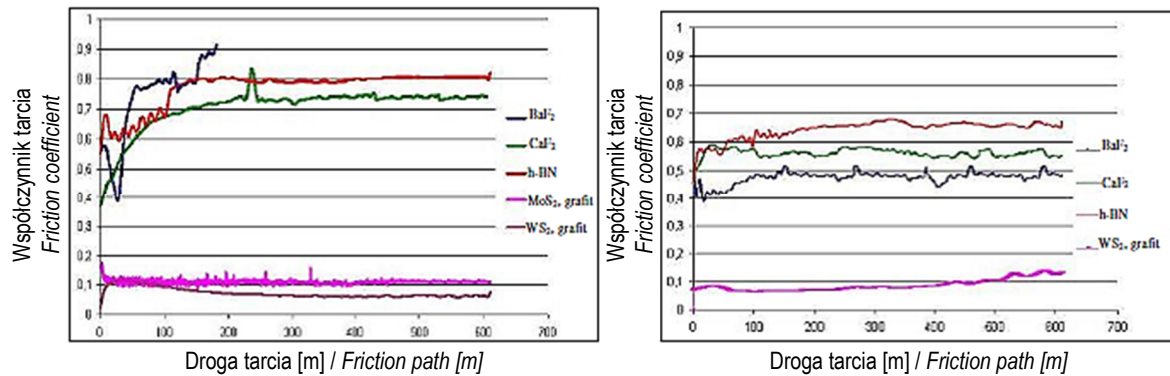 Współczynnik tarcia
Friction coefficient
1
0,9
0,8
0,7
0,6
0,5
0,4
0,3
0,2
0,1
0
0
100
200
300
400
500
600
700
BaF₂
CaF₂
h-BN
MoS₂, grafit
WS₂, grafit
Droga tarcia [m] / Friction path [m]
Współczynnik tarcia
Friction coefficient
1
0,9
0,8
0,7
0,6
0,5
0,4
0,3
0,2
0,1
0
0
100
200
300
400
500
600
700
BaF₂
CaF₂
h-BN
WS₂, grafit
Droga tarcia [m] / Friction path [m]